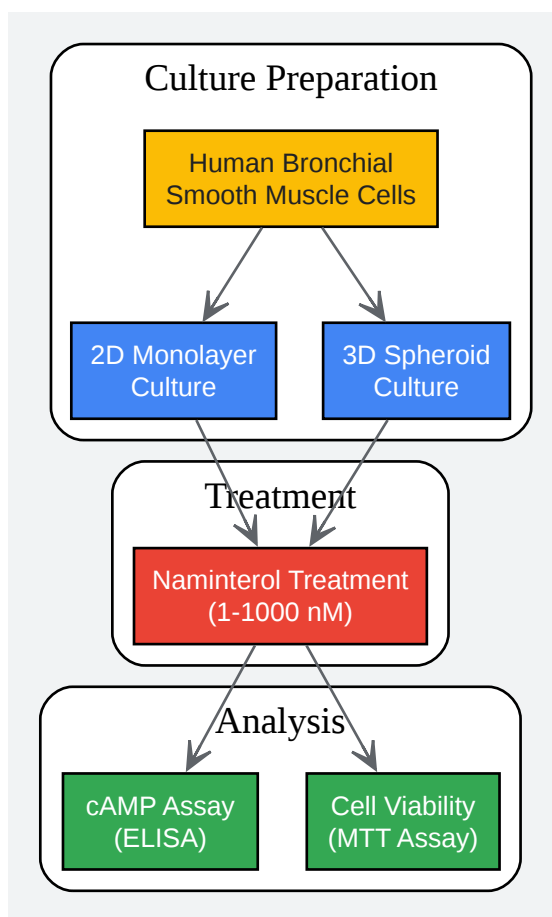 Culture Preparation
Human Bronchial
Smooth Muscle Cells
2D Monolayer
Culture
3D Spheroid
Culture
Treatment
Naminterol Treatment
(1-1000 nM)
Analysis
cAMP Assay
(ELISA)
Cell Viability
(MTT Assay)